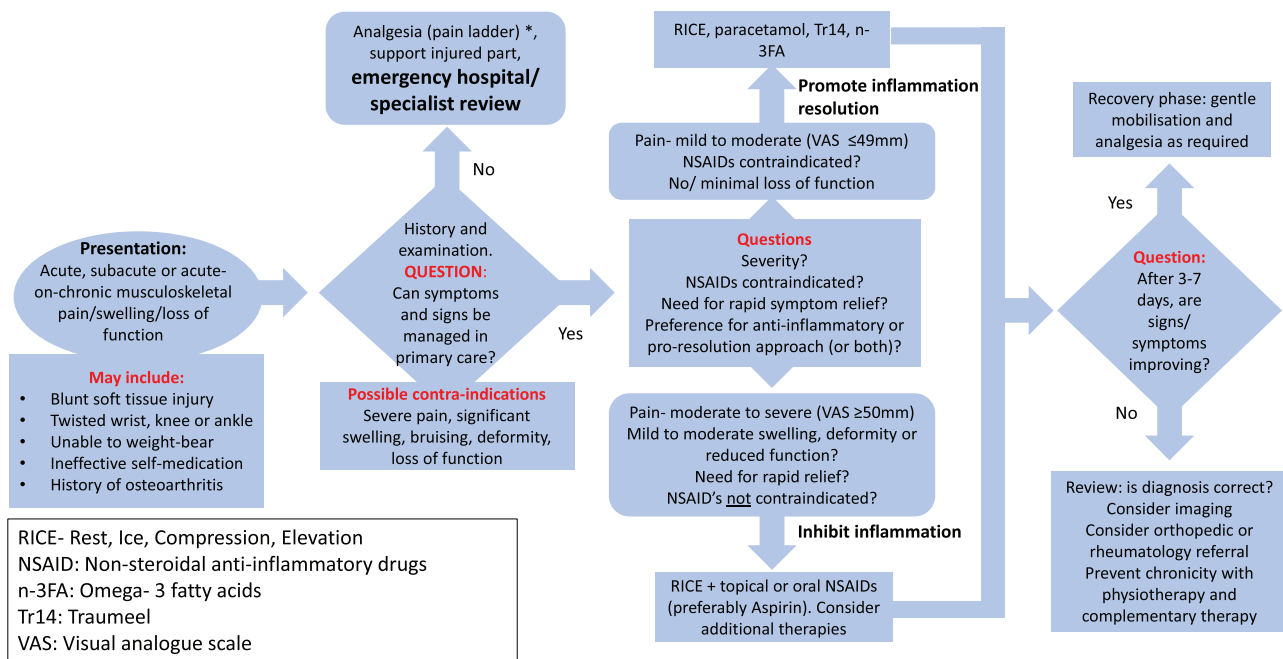 Presentation:
Acute, subacute or acute-
on-chronic musculoskeletal
pain/swelling/loss of
function
May include:
• Blunt soft tissue injury
• Twisted wrist, knee or ankle
• Unable to weight-bear
• Ineffective self-medication
• History of osteoarthritis
Analgesia (pain ladder) *,
support injured part,
emergency hospital/
specialist review
No
History and
examination.
QUESTION:
Can symptoms
and signs be
managed in
primary care?
Yes
Possible contra-indications
Severe pain, significant
swelling, bruising, deformity,
loss of function
RICE, paracetamol, Tr14, n-
3FA
Promote inflammation
resolution
Pain- mild to moderate (VAS ≤49mm)
NSAIDs contraindicated?
No/ minimal loss of function
Questions
Severity?
NSAIDs contraindicated?
Need for rapid symptom relief?
Preference for anti-inflammatory or
pro-resolution approach (or both)?
Pain- moderate to severe (VAS ≥50mm)
Mild to moderate swelling, deformity or
reduced function?
Need for rapid relief?
NSAID's not contraindicated?
Inhibit inflammation
RICE + topical or oral NSAIDs
(preferably Aspirin). Consider
additional therapies
Recovery phase: gentle
mobilisation and
analgesia as required
Yes
Question:
After 3-7
days, are
signs/
symptoms
improving?
No
Review: is diagnosis correct?
Consider imaging
Consider orthopedic or
rheumatology referral
Prevent chronicity with
physiotherapy and
complementary therapy
RICE- Rest, Ice, Compression, Elevation
NSAID: Non-steroidal anti-inflammatory drugs
n-3FA: Omega- 3 fatty acids
Tr14: Traumeel
VAS: Visual analogue scale